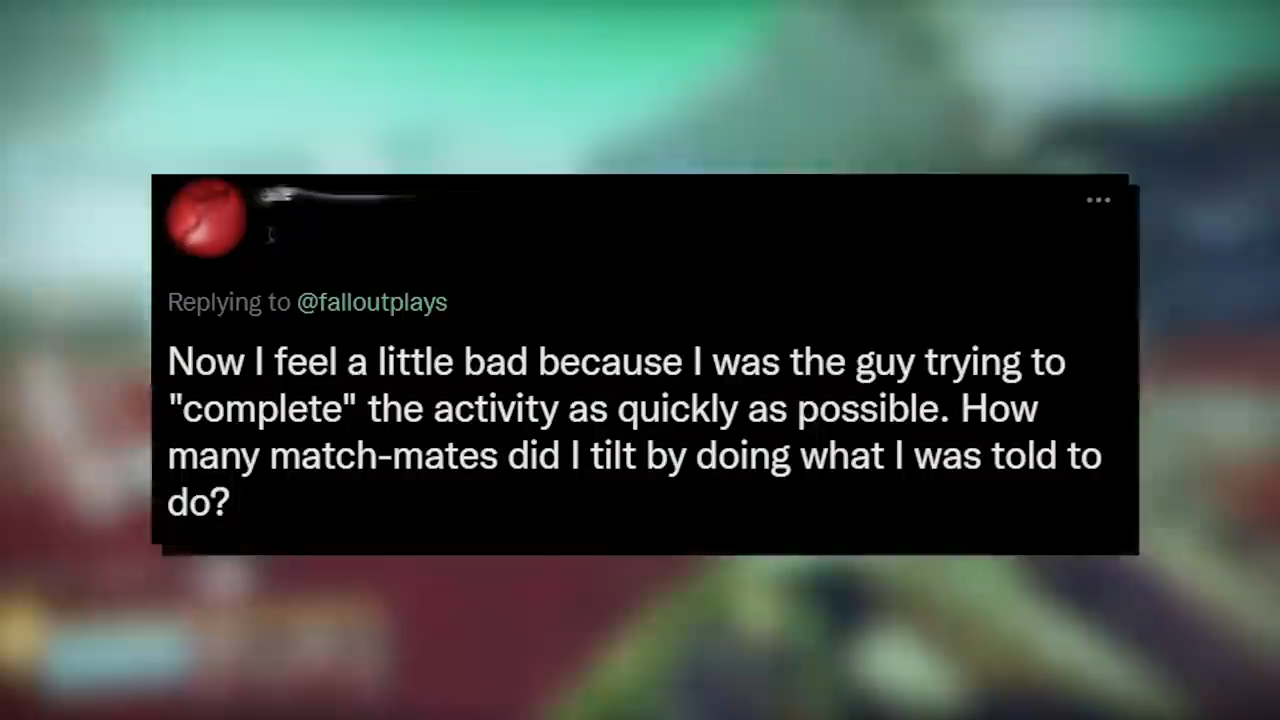 Replying to @falloutplays
Now I feel a little bad because I was the guy trying to
"complete" the activity as quickly as possible. How
many match-mates did I tilt by doing what I was told to
do?